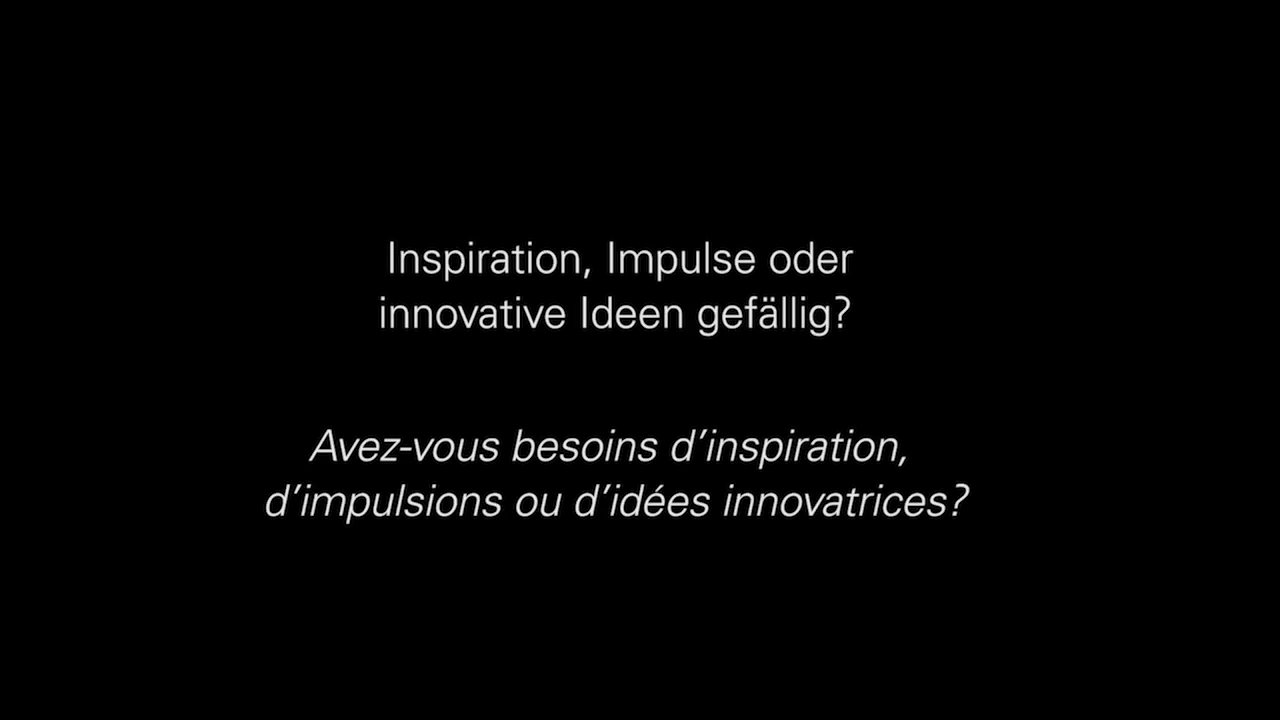 Inspiration, Impulse oder
innovative Ideen gefällig?
Avez-vous besoins d’inspiration,
d’impulsions ou d’idées innovatrices?